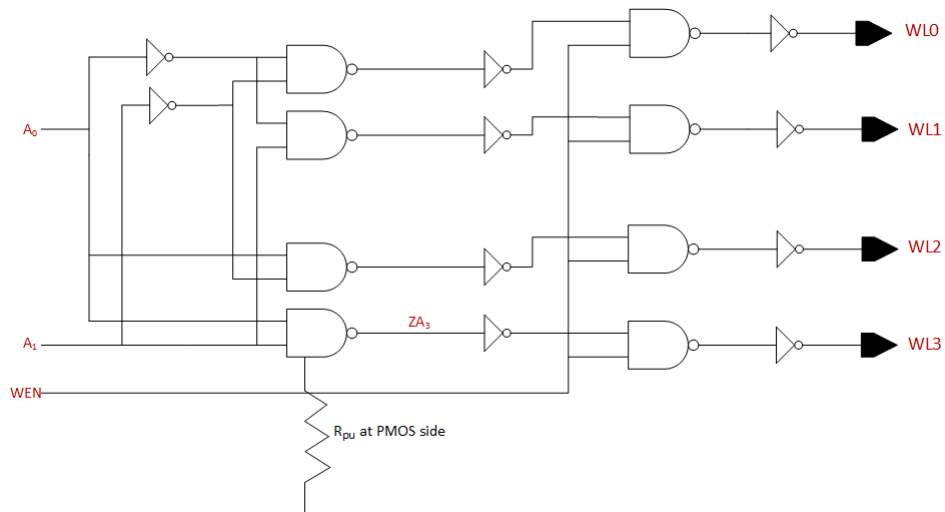 WL0
A₀
WL1
WL2
ZA₃
A₁
WL3
WEN
Rpu at PMOS side